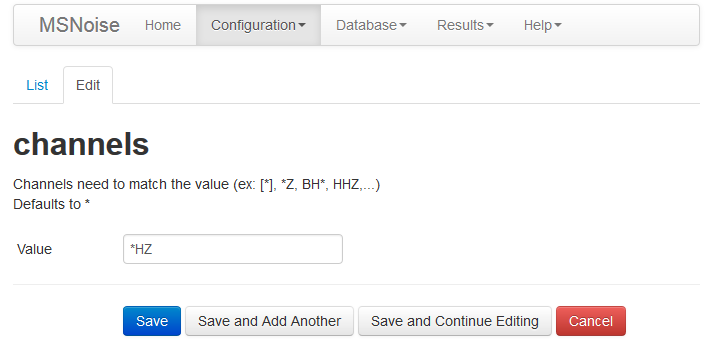 MSNoise Home Configuration Database Results Help
List Edit
channels
Channels need to match the value (ex: [*], *Z, BH*, HHZ,...)
Defaults to *
Value *HZ
Save Save and Add Another Save and Continue Editing Cancel